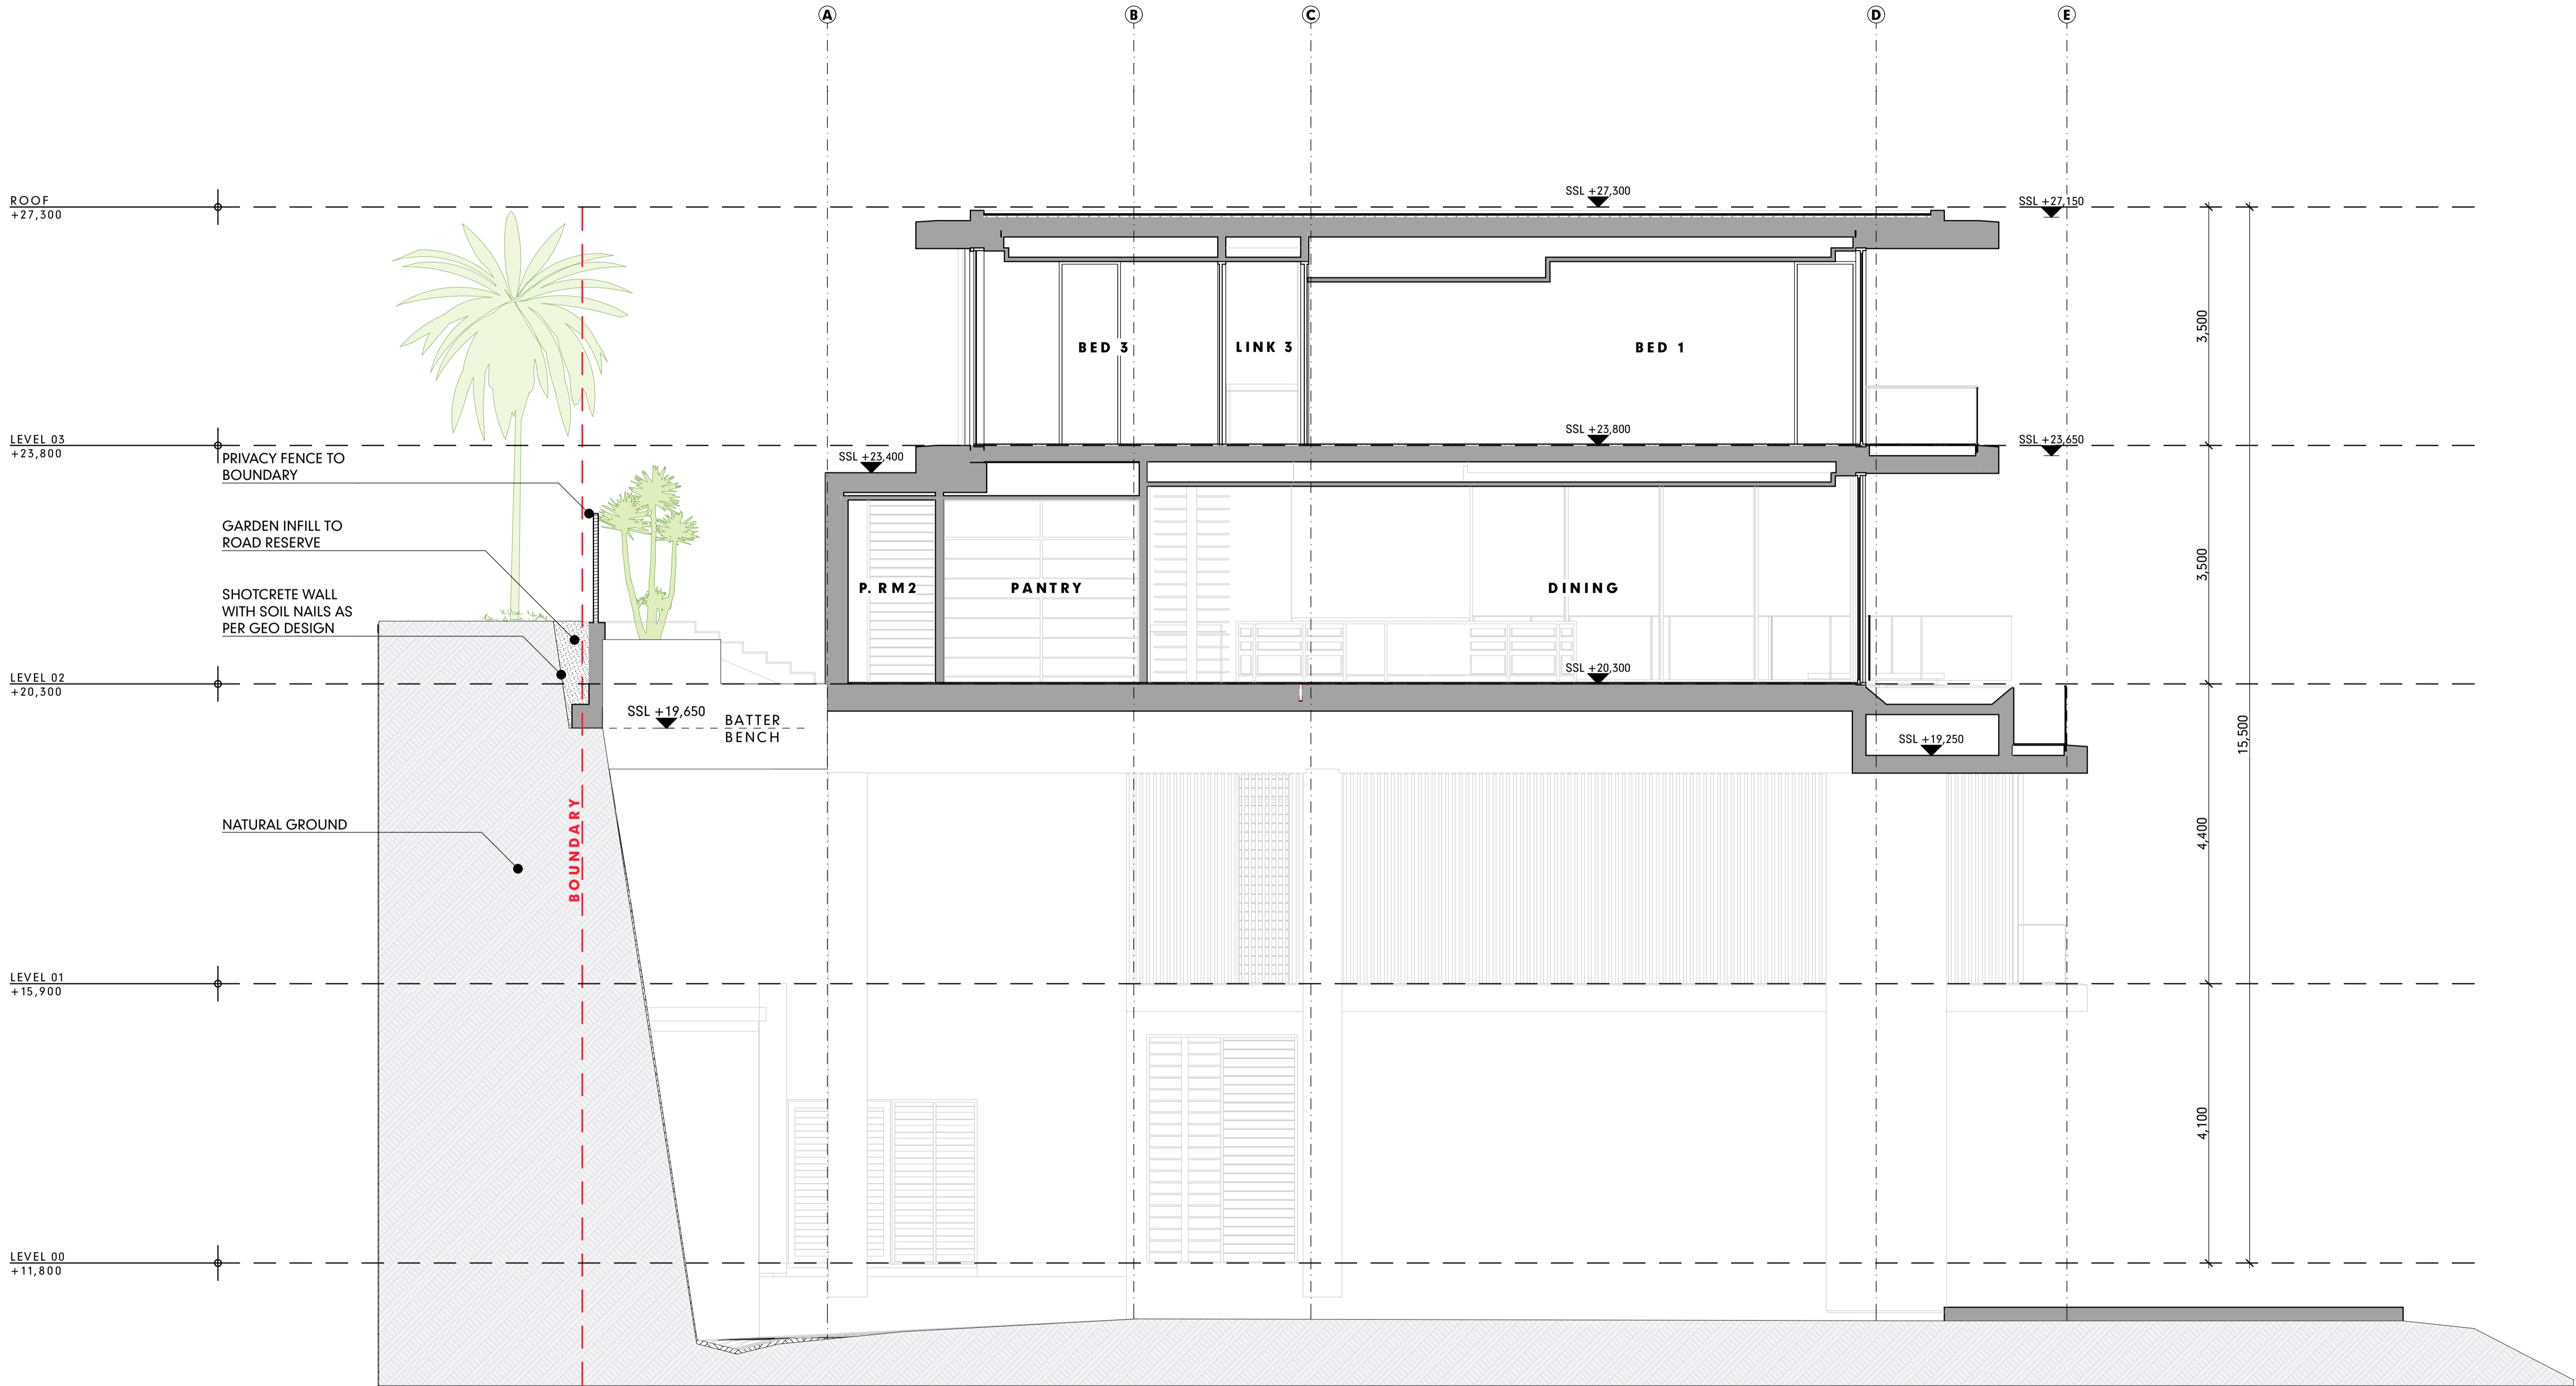 A
B
C
D
E
ROOF
+27,300
SSL +27,300
SSL +27,150
3,500
BED 3
LINK 3
BED 1
LEVEL 03
+23,800
SSL +23,800
SSL +23,650
SSL +23,400
PRIVACY FENCE TO
BOUNDARY
GARDEN INFILL TO
ROAD RESERVE
SHOTCRETE WALL
WITH SOIL NAILS AS
PER GEO DESIGN
3,500
P. RM2
PANTRY
DINING
LEVEL 02
+20,300
SSL +20,300
SSL +19,650
BATTER
BENCH
SSL +19,250
15,500
NATURAL GROUND
BOUNDARY
4,400
LEVEL 01
+15,900
4,100
LEVEL 00
+11,800